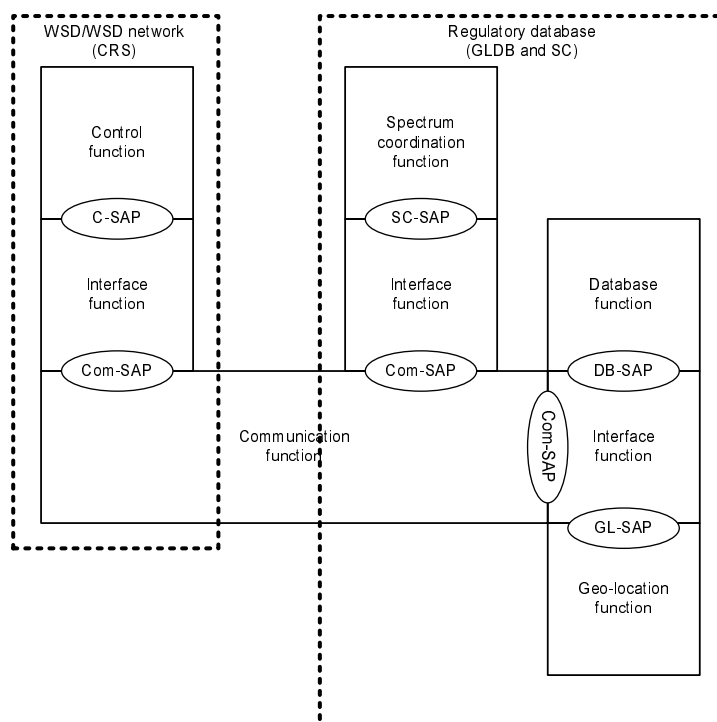 WSD/WSD network
(CRS)
Regulatory database
(GLDB and SC)
Control
function
Spectrum
coordination
function
C-SAP
SC-SAP
Interface
function
Interface
function
Database
function
Com-SAP
Com-SAP
DB-SAP
Communication
function
Com-SAP
Interface
function
GL-SAP
Geo-location
function